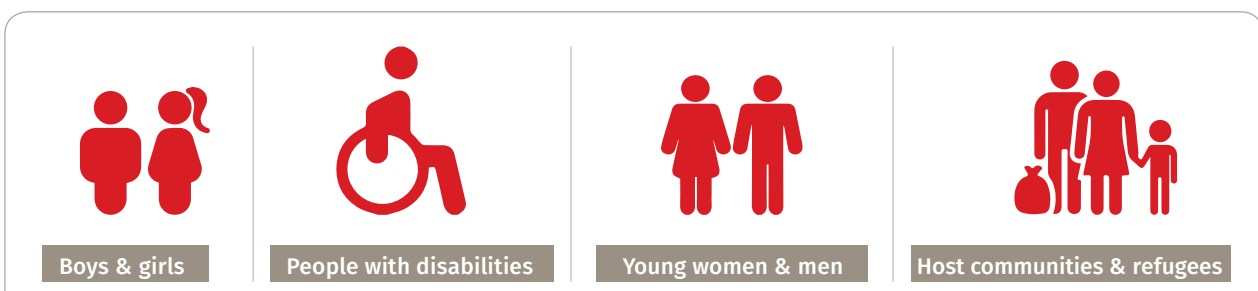 Boys & girls
People with disabilities
Young women & men
Host communities & refugees